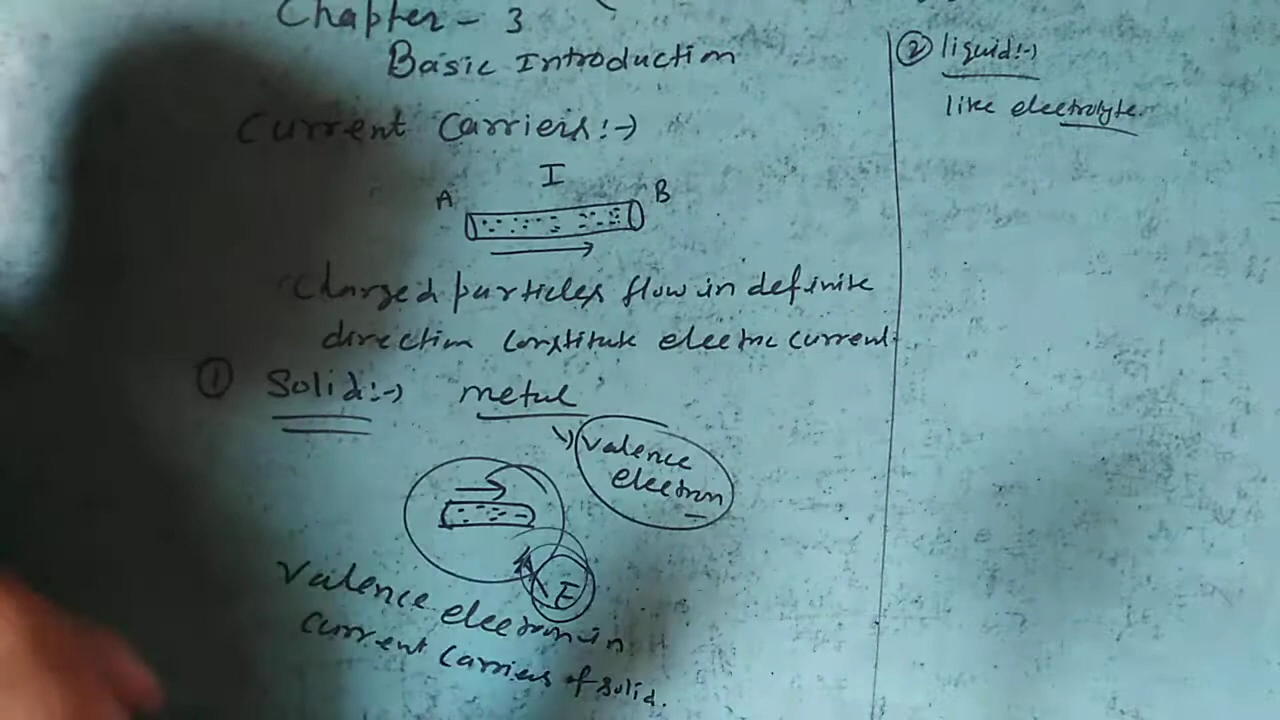 Chapter - 3
Basic Introduction
Current Carriers :->
I
A
B
Charged particles flow in definite
direction constitute electric current.
① Solid :-> metal
valence
electron
E
Valence electron in
current carriers of solid.
② liquid :->
like electrolyte.